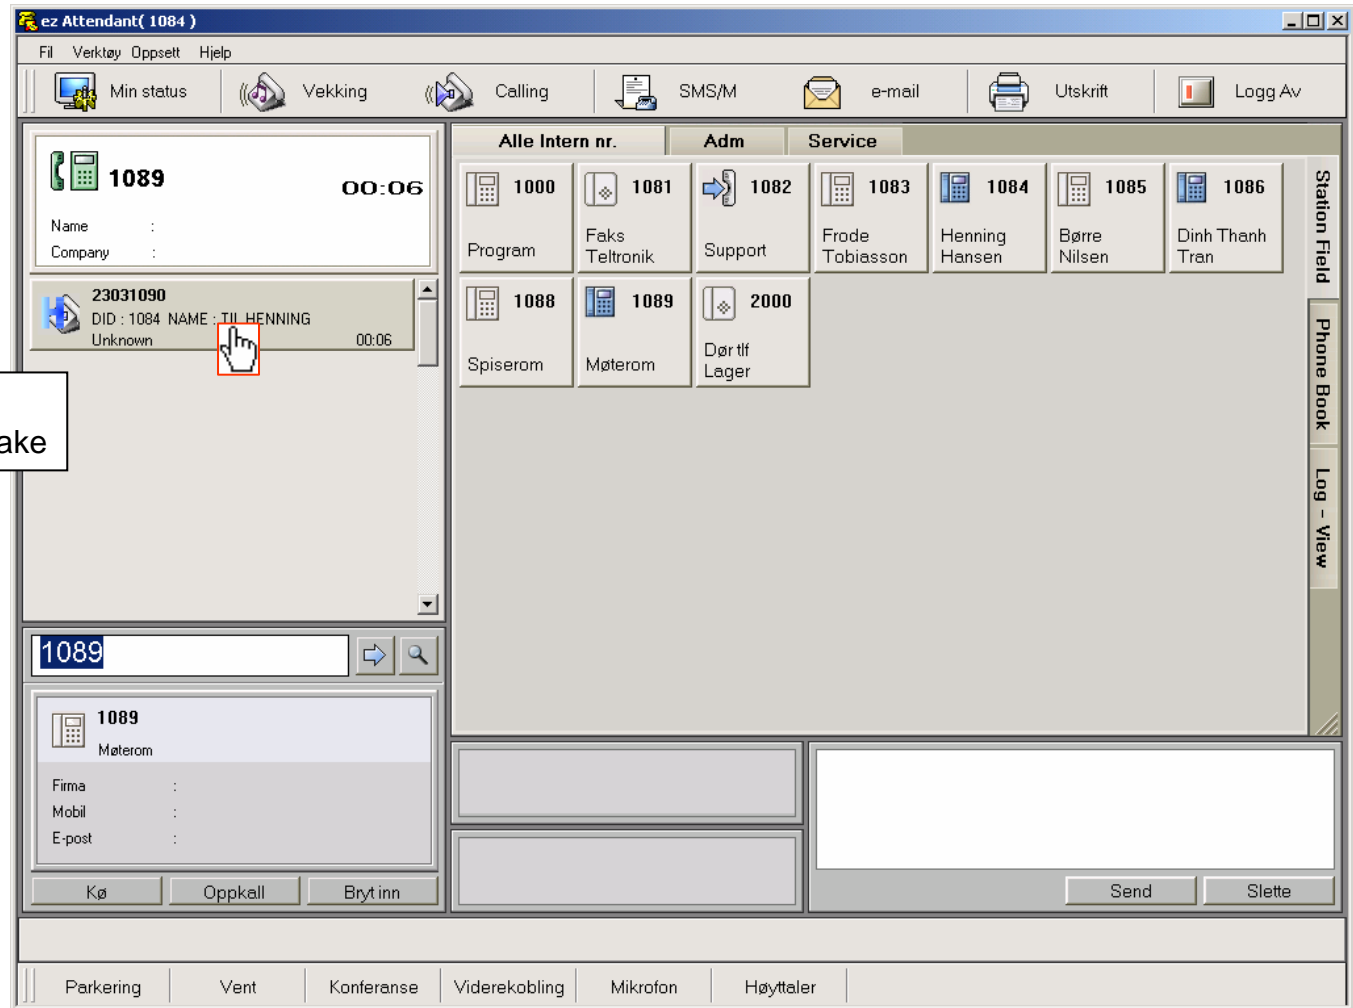 ez Attendant( 1084 )
Fil Verktøy Oppsett Hjelp
Min status Vekking Calling SMS/M e-mail Utskrift Logg Av
1089 00:06
Name :
Company :
23031090
DID : 1084 NAME : TIL HENNING
Unknown 00:06
ake
1089
1089
Møterom
Firma :
Mobil :
E-post :
Kø Oppkall Bryt inn
Alle Intern nr. Adm Service
1000 1081 1082 1083 1084 1085 1086
Program Faks Teltronik Support Frode Tobiasson Henning Hansen Børre Nilsen Dinh Thanh Tran
1088 1089 2000
Spiserom Møterom Dør tlf Lager
Station Field
Phone Book
Log - View
Send Slette
Parkering Vent Konferanse Viderekobling Mikrofon Høyttaler